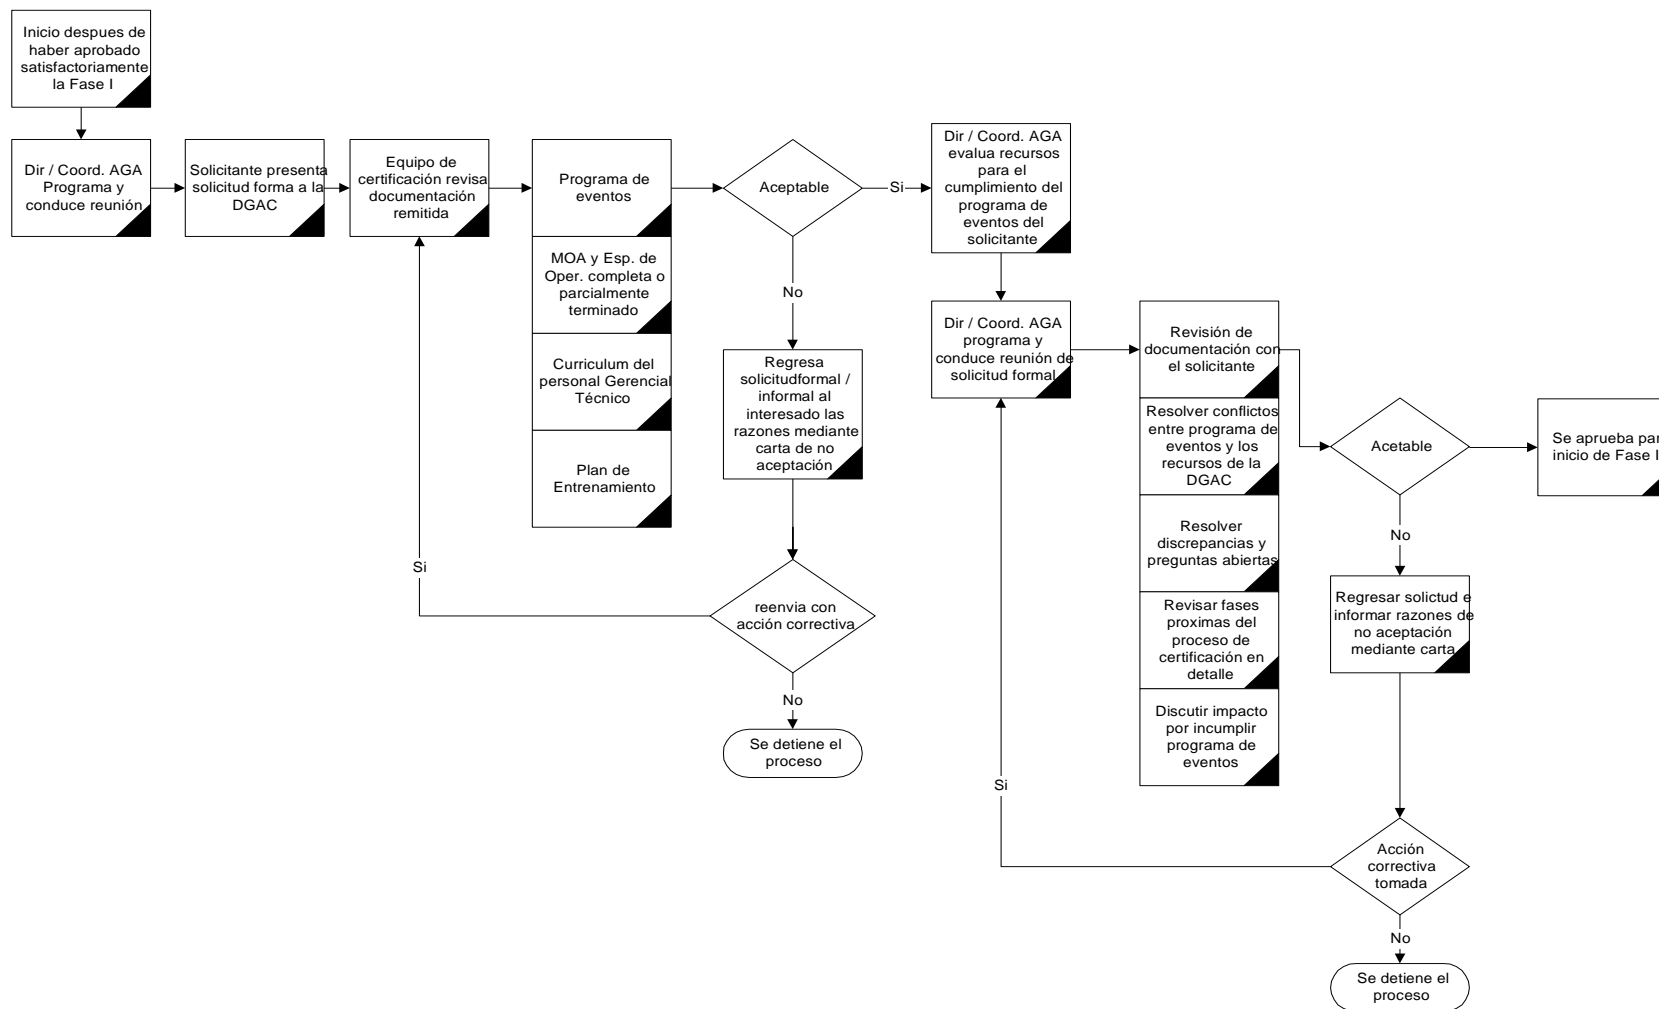 Inicio despues de
haber aprobado
satisfactoriamente
la Fase I
Dir / Coord. AGA
Programa y
conduce reunión
Solicitante presenta
solicitud forma a la
DGAC
Equipo de
certificación revisa
documentación
remitida
Programa de
eventos
MOA y Esp. de
Oper. completa o
parcialmente
terminado
Curriculum del
personal Gerencial
Técnico
Plan de
Entrenamiento
Aceptable
Si
No
Regresa
solicitudformal /
informal al
interesado las
razones mediante
carta de no
aceptación
reenvia con
acción correctiva
Si
No
Se detiene el
proceso
Dir / Coord. AGA
evalua recursos
para el
cumplimiento del
programa de
eventos del
solicitante
Dir / Coord. AGA
programa y
conduce reunión de
solicitud formal
Revisión de
documentación con
el solicitante
Resolver conflictos
entre programa de
eventos y los
recursos de la
DGAC
Resolver
discrepancias y
preguntas abiertas
Revisar fases
proximas del
proceso de
certificación en
detalle
Discutir impacto
por incumplir
programa de
eventos
Acetable
No
Regresar solictud e
informar razones de
no aceptación
mediante carta
Acción
correctiva
tomada
Si
No
Se detiene el
proceso
Se aprueba
inicio de Fase